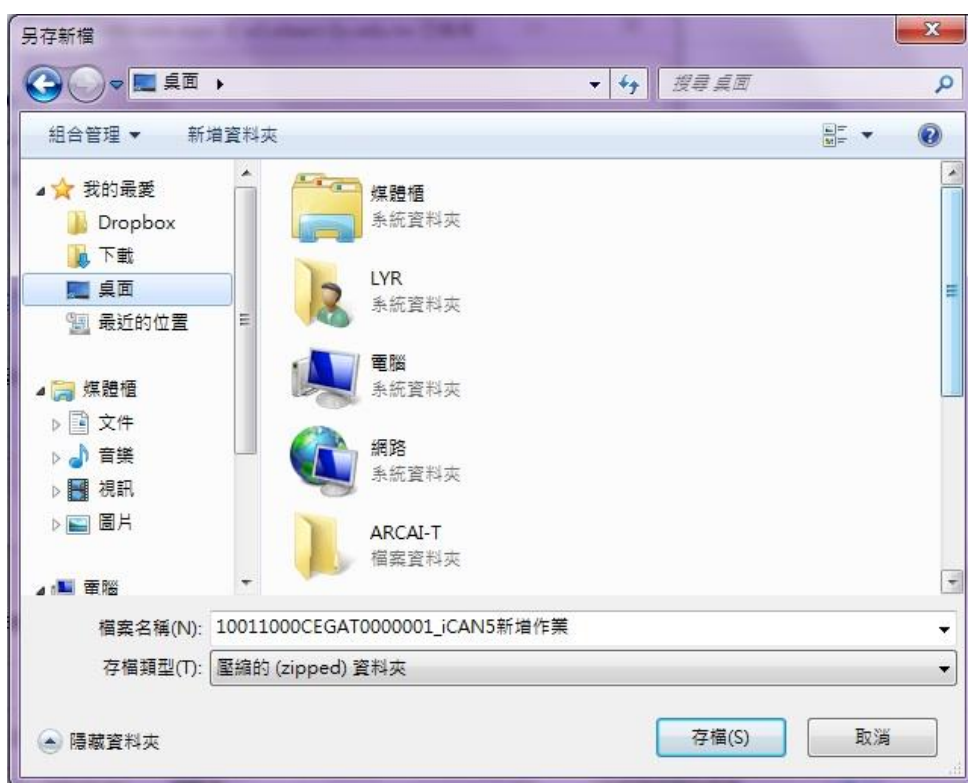 另存新檔
桌面
搜尋 桌面
組合管理
新增資料夾
我的最愛
Dropbox
下載
桌面
最近的位置
媒體櫃
文件
音樂
視訊
圖片
電腦
媒體櫃
系統資料夾
LYR
系統資料夾
電腦
系統資料夾
網路
系統資料夾
ARCAI-T
檔案資料夾
檔案名稱(N): 10011000CEGAT0000001_iCAN5新增作業
存檔類型(T): 壓縮的 (zipped) 資料夾
隱藏資料夾
存檔(S)
取消